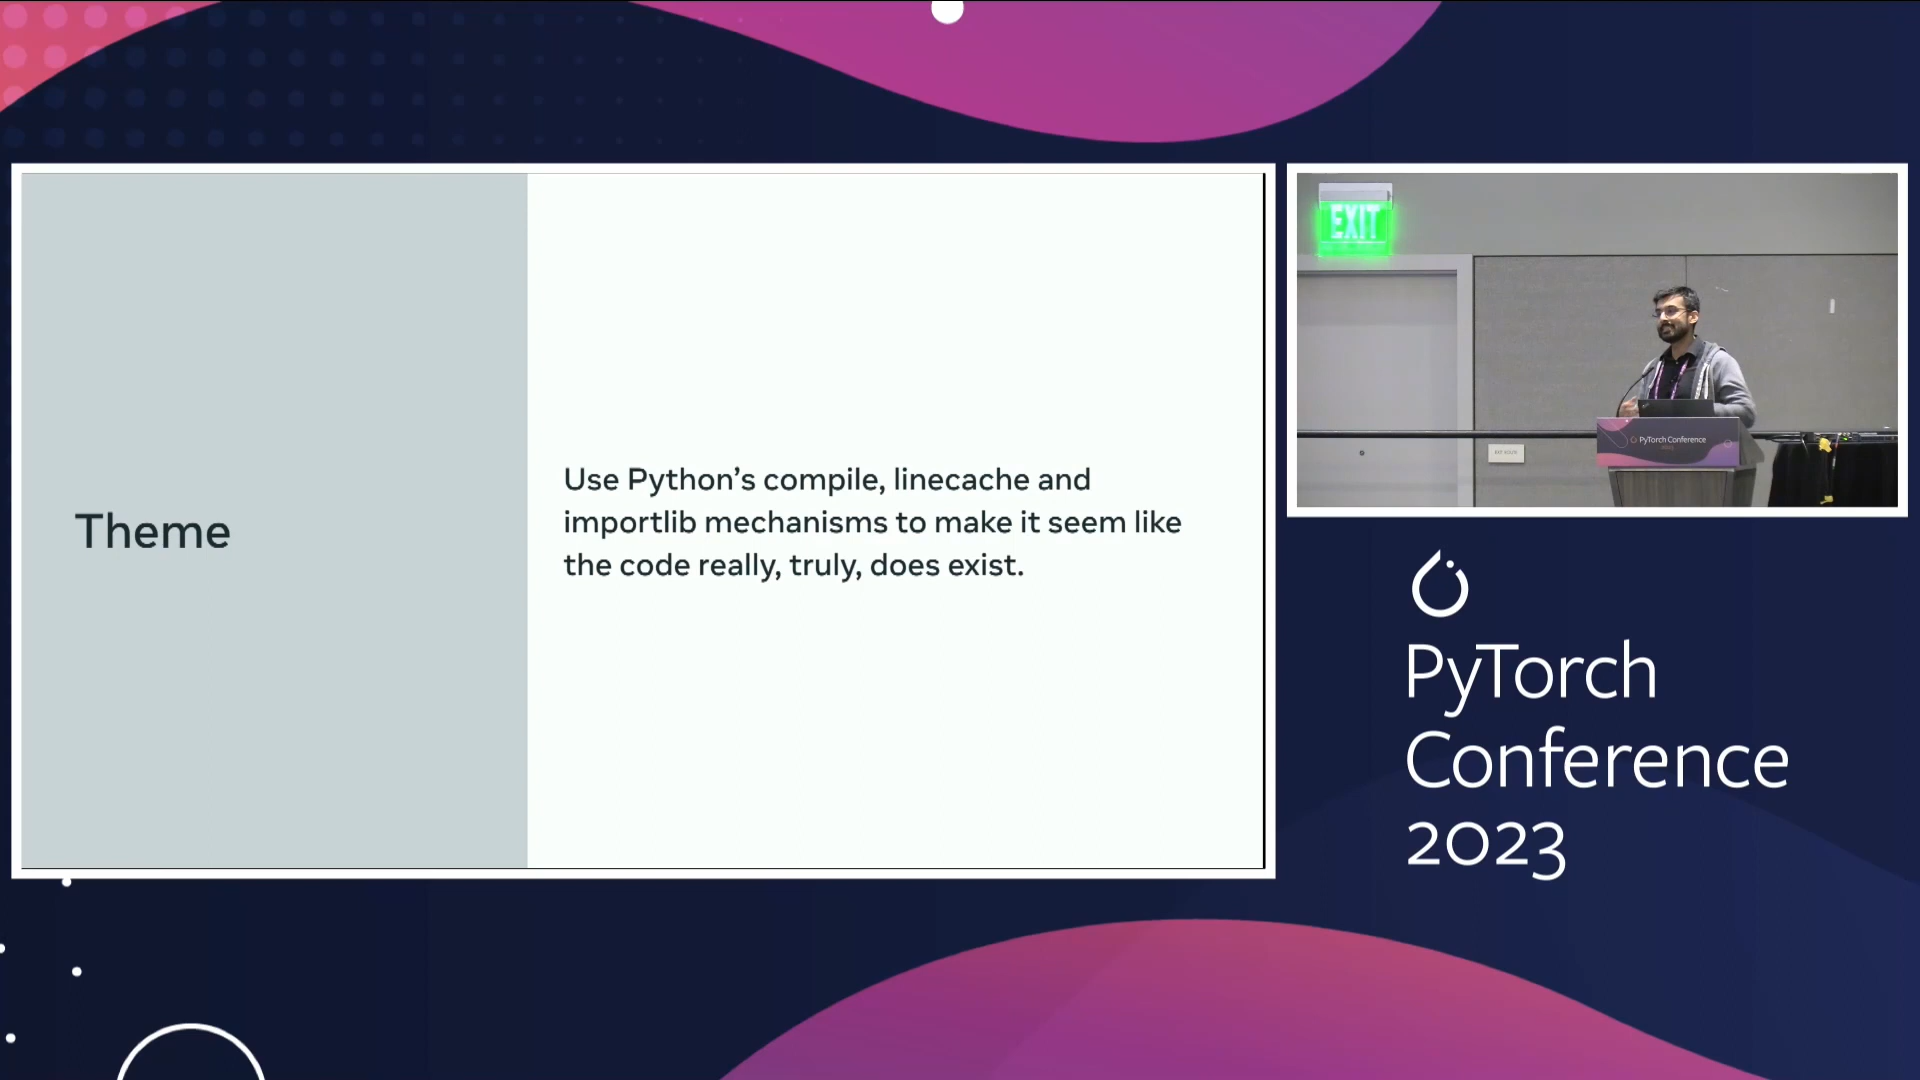 Theme
Use Python’s compile, linecache and
importlib mechanisms to make it seem like
the code really, truly, does exist.
EXIT
PyTorch Conference
PyTorch
Conference
2023